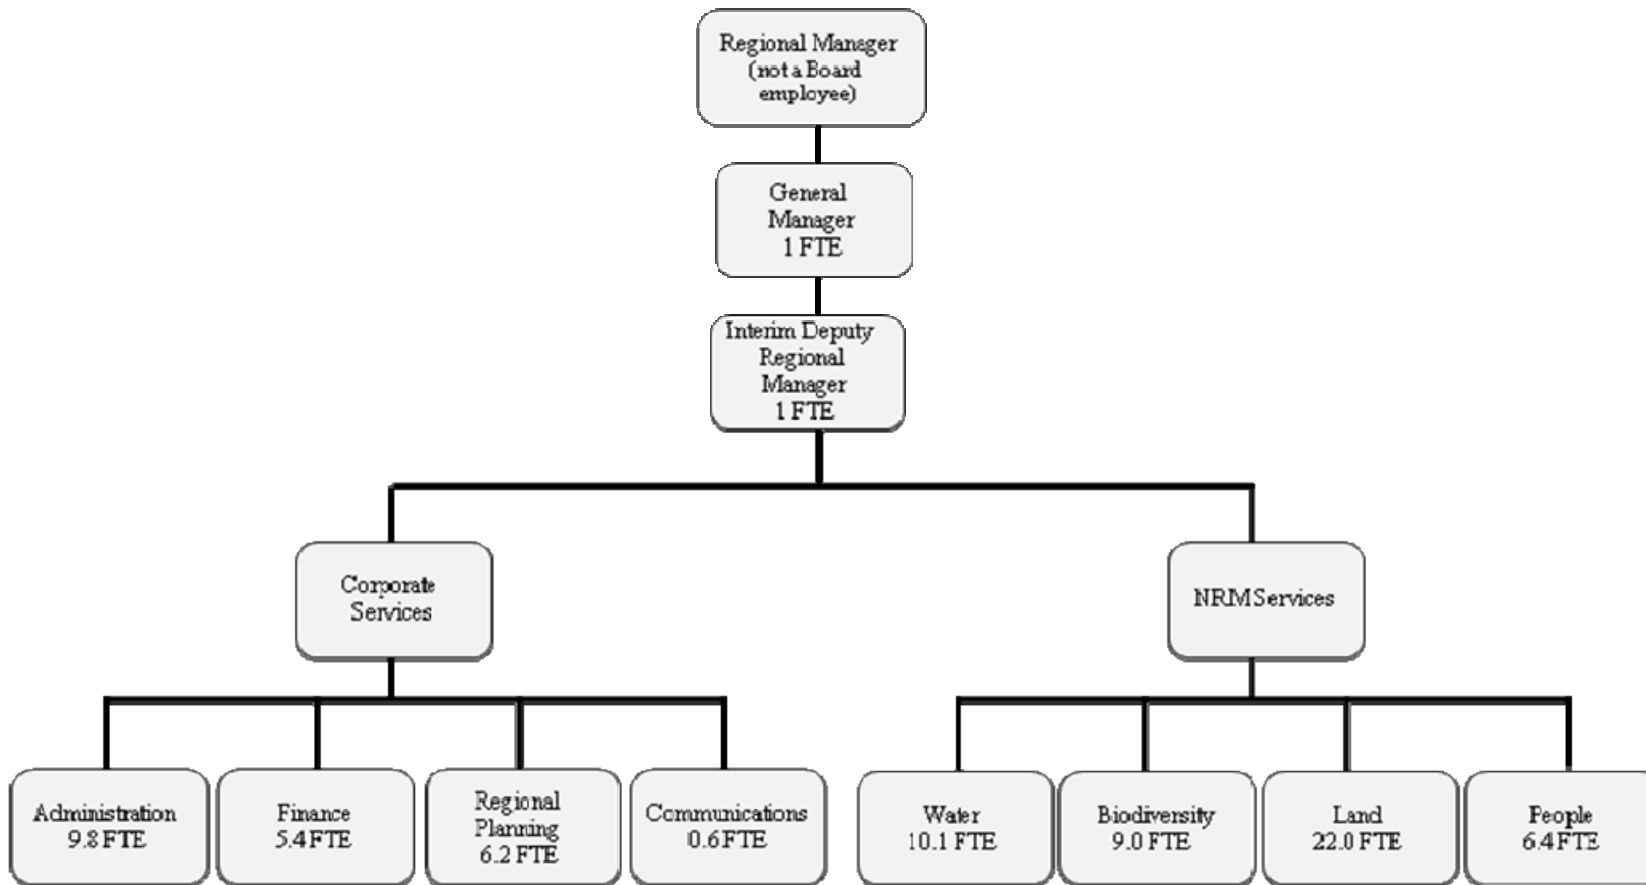 Regional Manager
(not a Board
employee)
General
Manager
1 FTE
Interim Deputy
Regional
Manager
1 FTE
Corporate
Services
NRM Services
Administration
9.8 FTE
Finance
5.4 FTE
Regional
Planning
6.2 FTE
Communications
0.6 FTE
Water
10.1 FTE
Biodiversity
9.0 FTE
Land
22.0 FTE
People
6.4 FTE